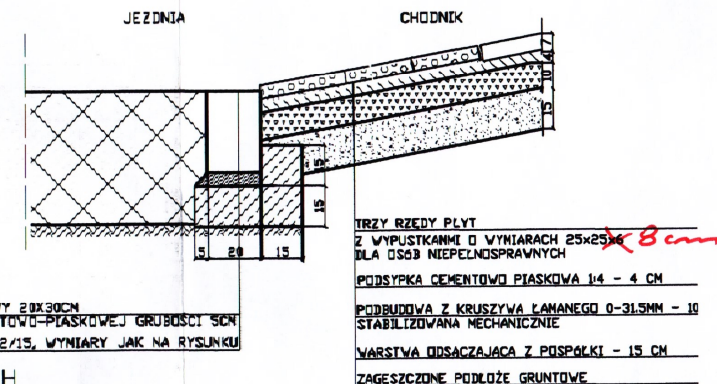 JEZDNIA
CHODNIK
7
4
10
15
15
15
5 20 15
TRZY RZĘDY PŁYT
Z WYPUSTKAMI O WYMIARACH 25x25x6 8 cm
DLA OSÓB NIEPEŁNOSPRAWNYCH
PODSYPKA CEMENTOWO PIASKOWA 1:4 - 4 CM
PODBUDOWA Z KRUSZYWA ŁAMANEGO 0-31.5MM - 10
STABILIZOWANA MECHANICZNIE
WARSTWA ODSĄCZAJĄCA Z POSPÓŁKI - 15 CM
ZAGĘSZCZONE PODŁOŻE GRUNTOWE
Y 20X30CM
TOWO-PIASKOWEJ GRUBOŚCI 5CM
2/15, WYMIARY JAK NA RYSUNKU
H